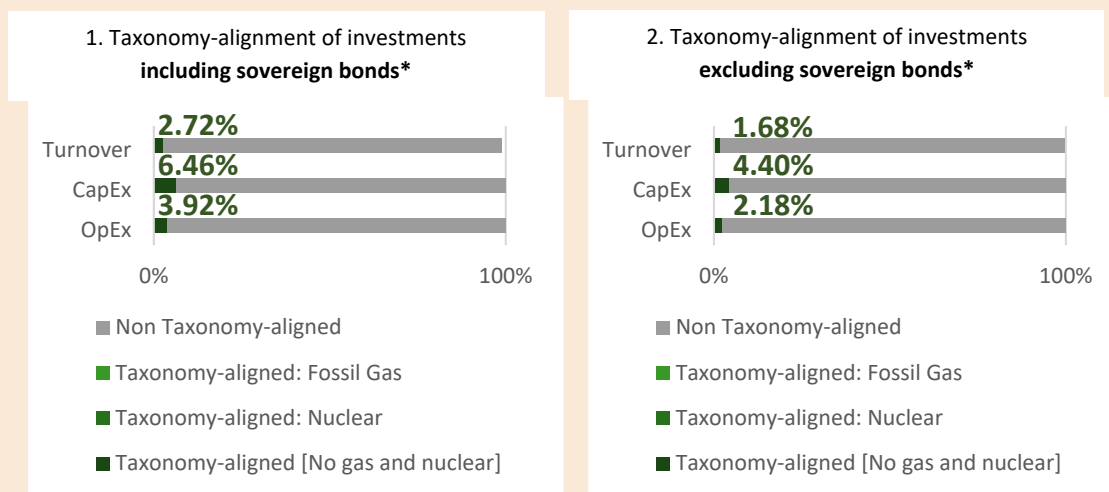 1. Taxonomy-alignment of investments
including sovereign bonds*
2.72%
Turnover
6.46%
CapEx
3.92%
OpEx
0%
100%
Non Taxonomy-aligned
Taxonomy-aligned: Fossil Gas
Taxonomy-aligned: Nuclear
Taxonomy-aligned [No gas and nuclear]
2. Taxonomy-alignment of investments
excluding sovereign bonds*
1.68%
Turnover
4.40%
CapEx
2.18%
OpEx
0%
100%
Non Taxonomy-aligned
Taxonomy-aligned: Fossil Gas
Taxonomy-aligned: Nuclear
Taxonomy-aligned [No gas and nuclear]